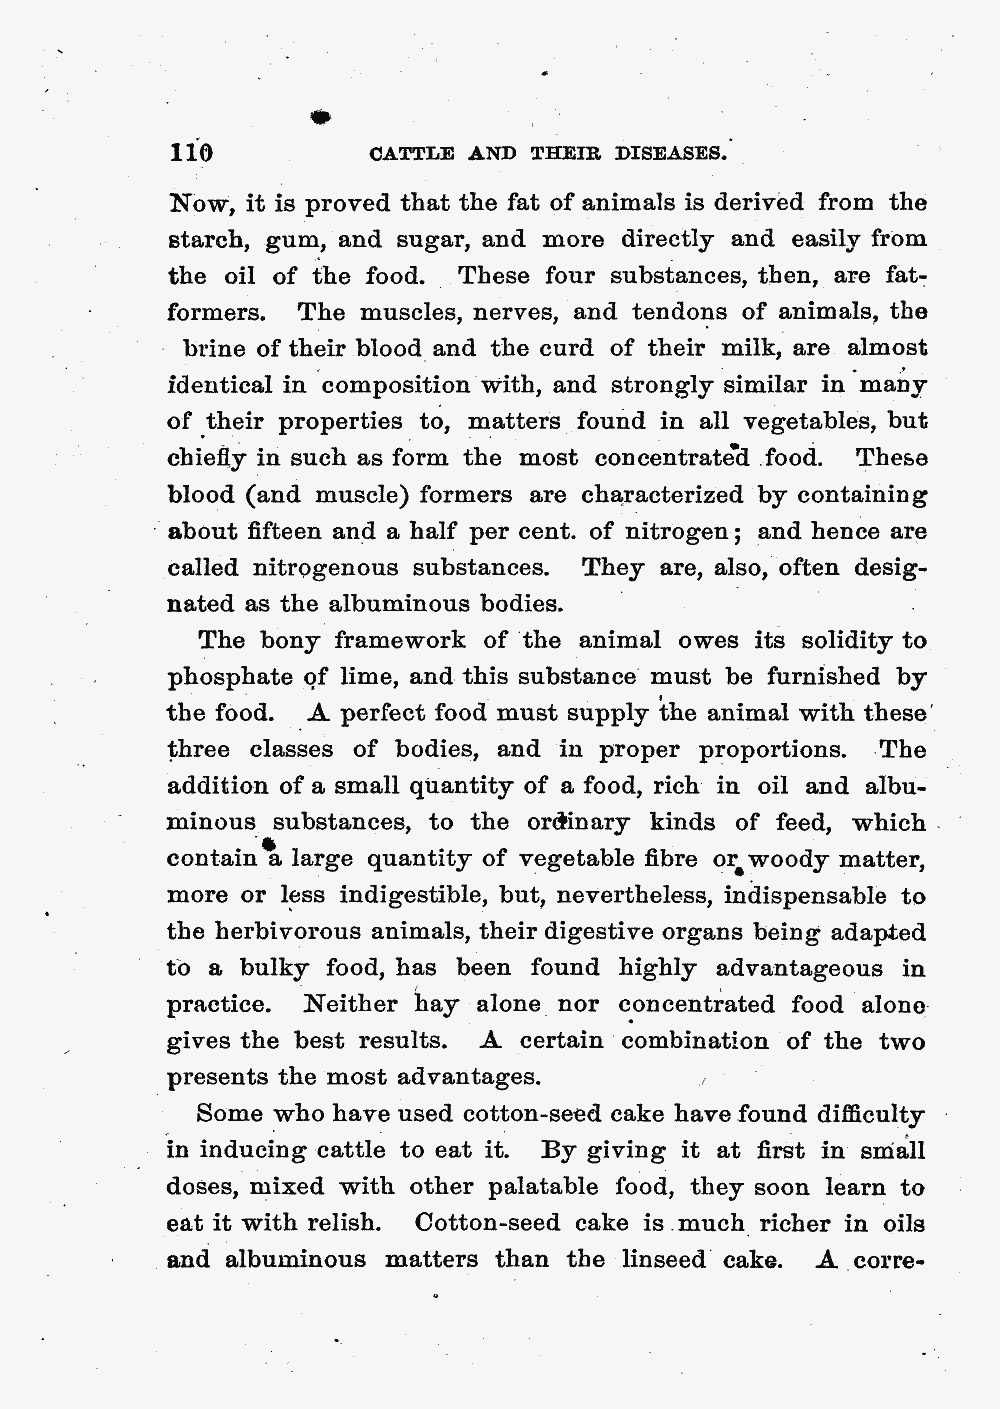 110 CATTLE AND THEIR DISEASES.
Now, it is proved that the fat of animals is derived from the
starch, gum, and sugar, and more directly and easily from
the oil of the food. These four substances, then, are fat-
formers. The muscles, nerves, and tendons of animals, the
brine of their blood and the curd of their milk, are almost
identical in composition with, and strongly similar in many
of their properties to, matters found in all vegetables, but
chiefly in such as form the most concentrated food. These
blood (and muscle) formers are characterized by containing
about fifteen and a half per cent. of nitrogen; and hence are
called nitrogenous substances. They are, also, often desig-
nated as the albuminous bodies.
The bony framework of the animal owes its solidity to
phosphate of lime, and this substance must be furnished by
the food. A perfect food must supply the animal with these
three classes of bodies, and in proper proportions. The
addition of a small quantity of a food, rich in oil and albu-
minous substances, to the ordinary kinds of feed, which
contain a large quantity of vegetable fibre or woody matter,
more or less indigestible, but, nevertheless, indispensable to
the herbivorous animals, their digestive organs being adapted
to a bulky food, has been found highly advantageous in
practice. Neither hay alone nor concentrated food alone
gives the best results. A certain combination of the two
presents the most advantages.
Some who have used cotton-seed cake have found difficulty
in inducing cattle to eat it. By giving it at first in small
doses, mixed with other palatable food, they soon learn to
eat it with relish. Cotton-seed cake is much richer in oils
and albuminous matters than the linseed cake. A corre-